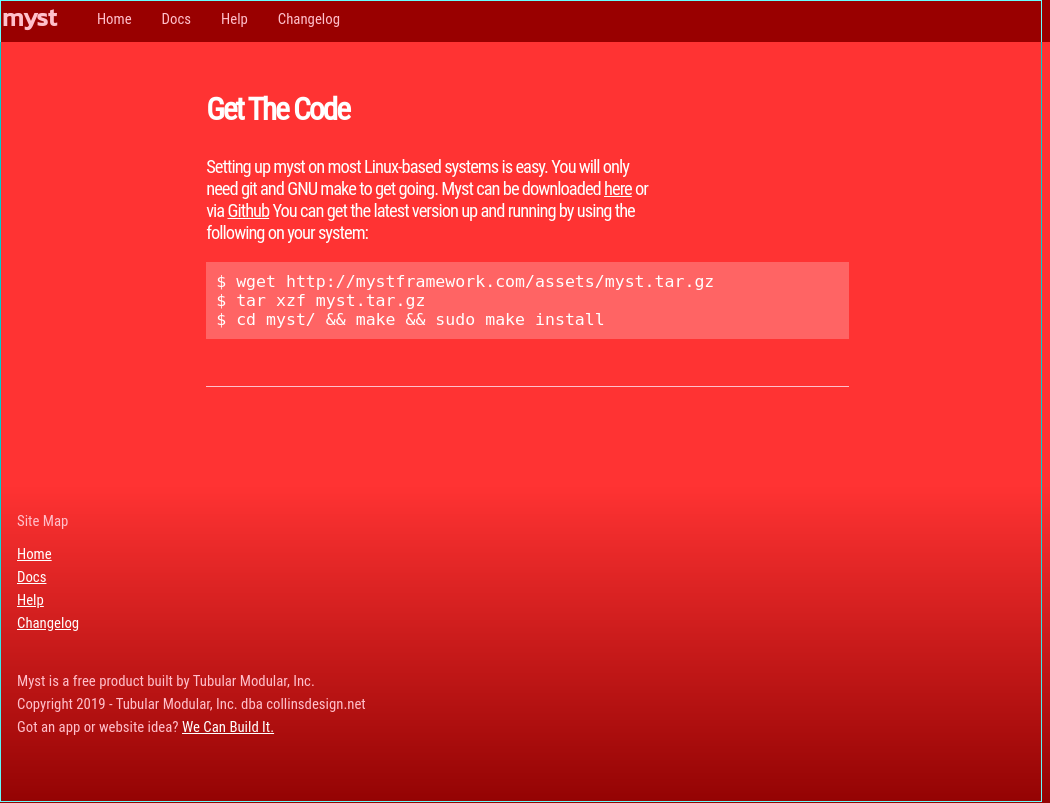 myst Home Docs Help Changelog
Get The Code
Setting up myst on most Linux-based systems is easy. You will only
need git and GNU make to get going. Myst can be downloaded here or
via Github You can get the latest version up and running by using the
following on your system:
$ wget http://mystframework.com/assets/myst.tar.gz
$ tar xzf myst.tar.gz
$ cd myst/ && make && sudo make install
Site Map
Home
Docs
Help
Changelog
Myst is a free product built by Tubular Modular, Inc.
Copyright 2019 - Tubular Modular, Inc. dba collinsdesign.net
Got an app or website idea? We Can Build It.